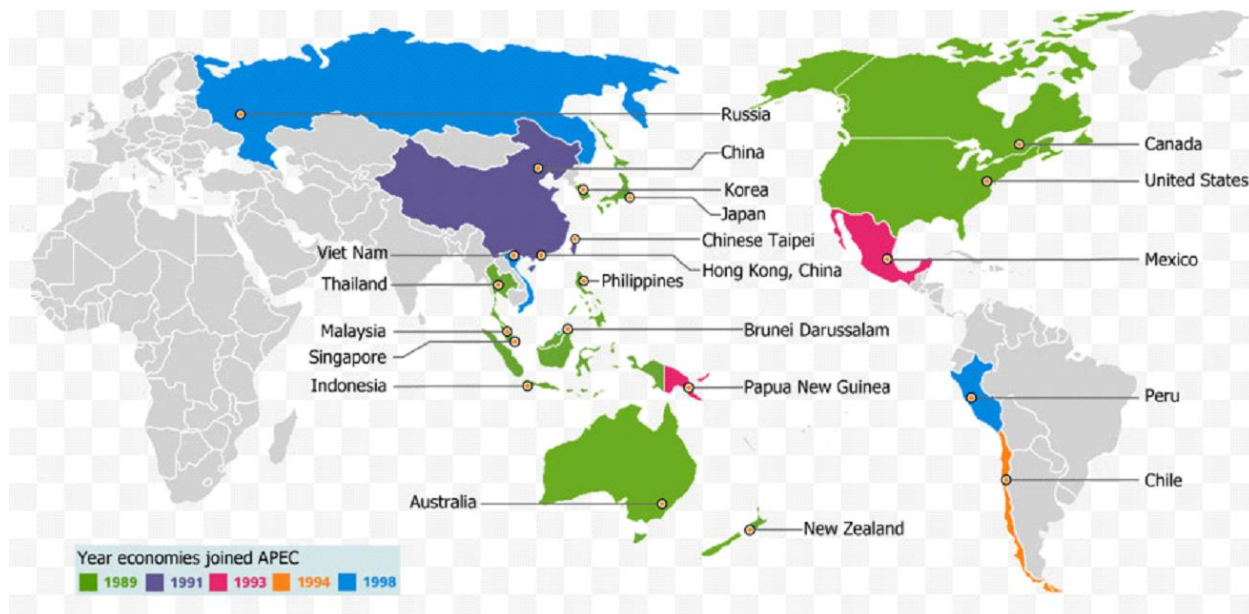 Russia
China
Canada
Korea
United States
Japan
Chinese Taipei
Viet Nam
Mexico
Hong Kong, China
Philippines
Thailand
Malaysia
Brunei Darussalam
Singapore
Indonesia
Papua New Guinea
Peru
Chile
Australia
New Zealand
Year economies joined APEC
1989 1991 1993 1994 1998